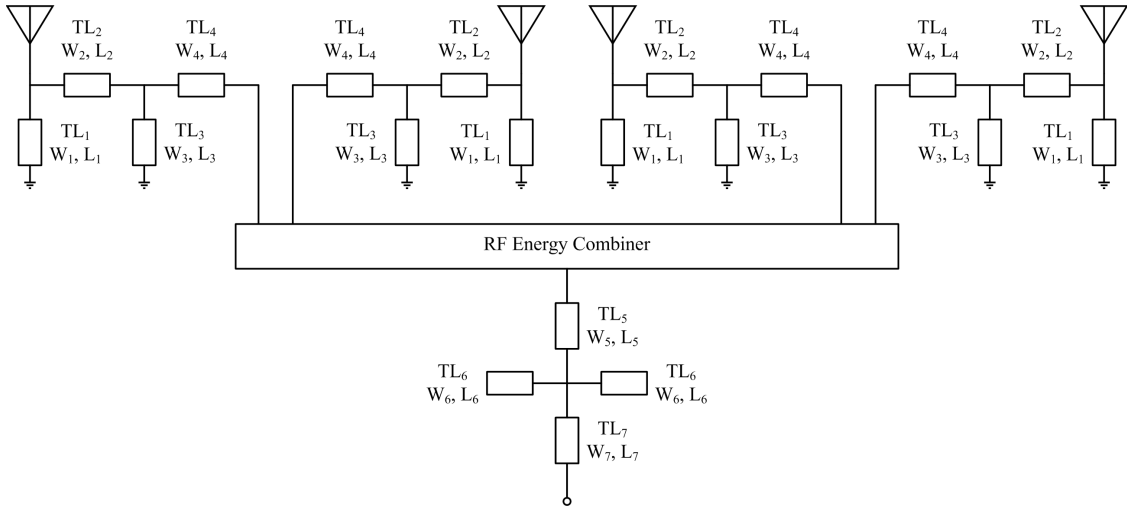 TL₂
W₂, L₂
TL₄
W₄, L₄
TL₄
W₄, L₄
TL₂
W₂, L₂
TL₂
W₂, L₂
TL₄
W₄, L₄
TL₄
W₄, L₄
TL₂
W₂, L₂
TL₁
W₁, L₁
TL₃
W₃, L₃
TL₃
W₃, L₃
TL₁
W₁, L₁
TL₁
W₁, L₁
TL₃
W₃, L₃
TL₃
W₃, L₃
TL₁
W₁, L₁
RF Energy Combiner
TL₅
W₅, L₅
TL₆
W₆, L₆
TL₆
W₆, L₆
TL₇
W₇, L₇